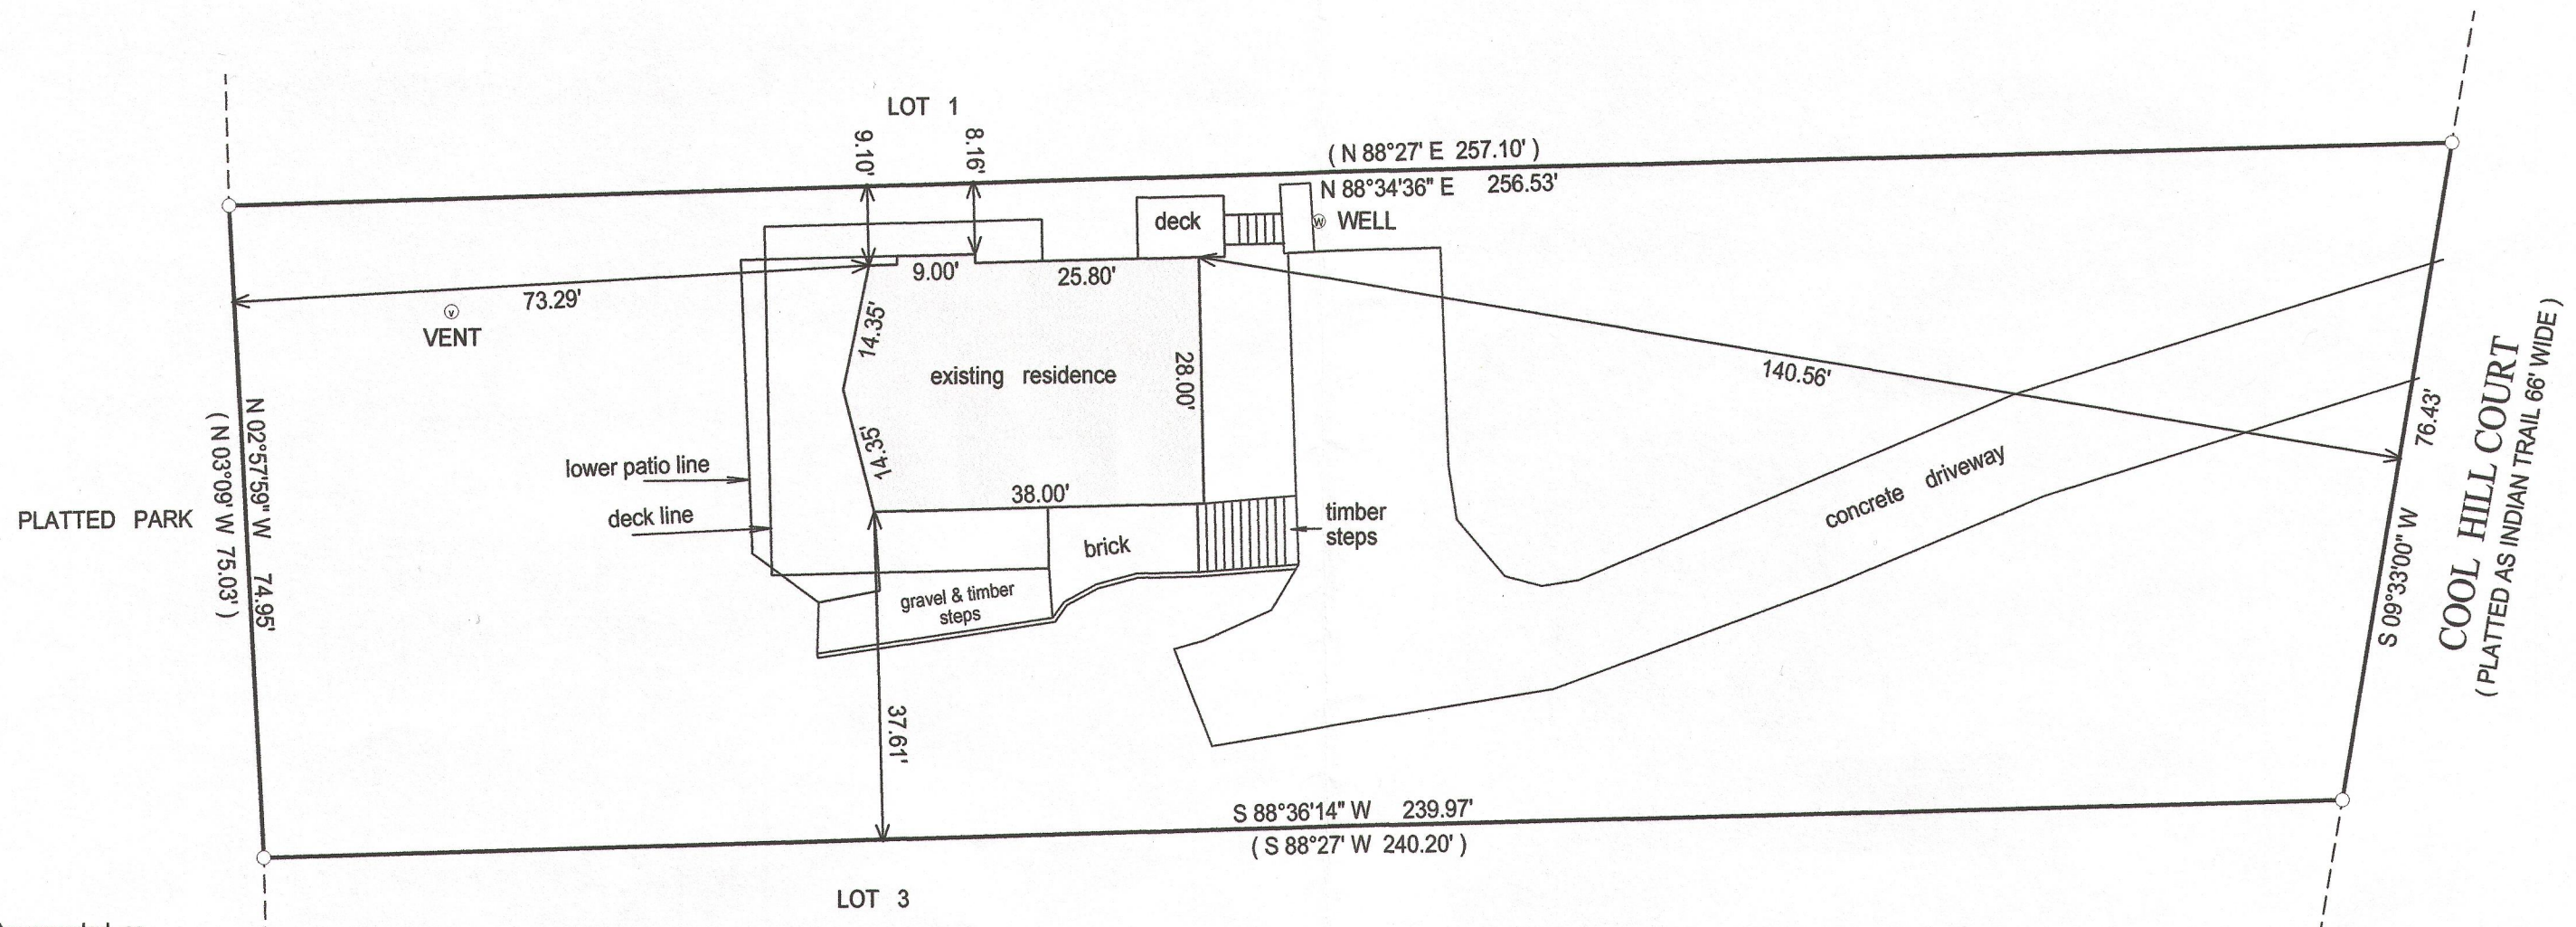 LOT 1
9.10'
8.16'
( N 88°27' E 257.10' )
N 88°34'36" E 256.53'
deck
W WELL
9.00'
25.80'
73.29'
V
VENT
14.35'
existing residence
28.00'
140.56'
14.35'
38.00'
lower patio line
deck line
brick
timber
steps
gravel & timber
steps
concrete driveway
PLATTED PARK
N 02°57'59" W 74.95'
( N 03°09' W 75.03' )
37.61'
76.43'
S 09°33'00" W
COOL HILL COURT
( PLATTED AS INDIAN TRAIL 66' WIDE )
S 88°36'14" W 239.97'
( S 88°27' W 240.20' )
LOT 3